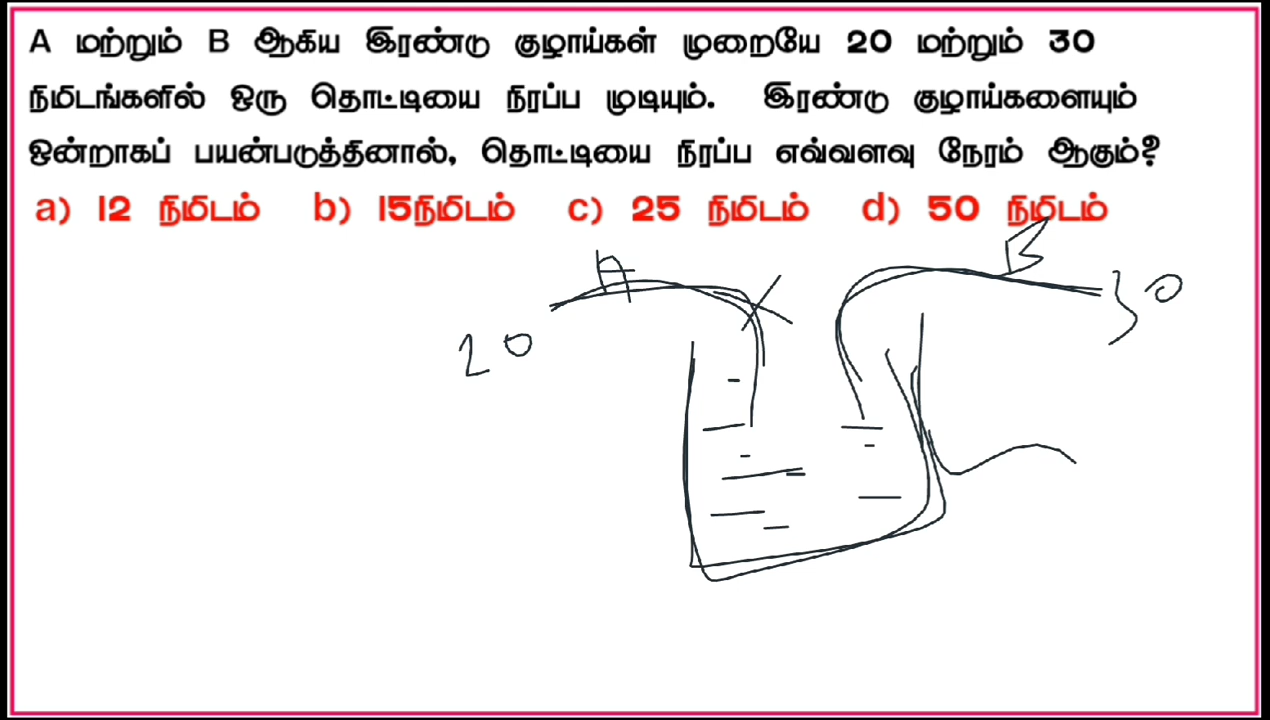 A மற்றும் B ஆகிய இரண்டு குழாய்கள் முறையே 20 மற்றும் 30
நிமிடங்களில் ஒரு தொட்டியை நிரப்ப முடியும். இரண்டு குழாய்களையும்
ஒன்றாகப் பயன்படுத்தினால், தொட்டியை நிரப்ப எவ்வளவு நேரம் ஆகும்?
a) 12 நிமிடம் b) 15நிமிடம் c) 25 நிமிடம் d) 50 நிமிடம்
A B
20 30